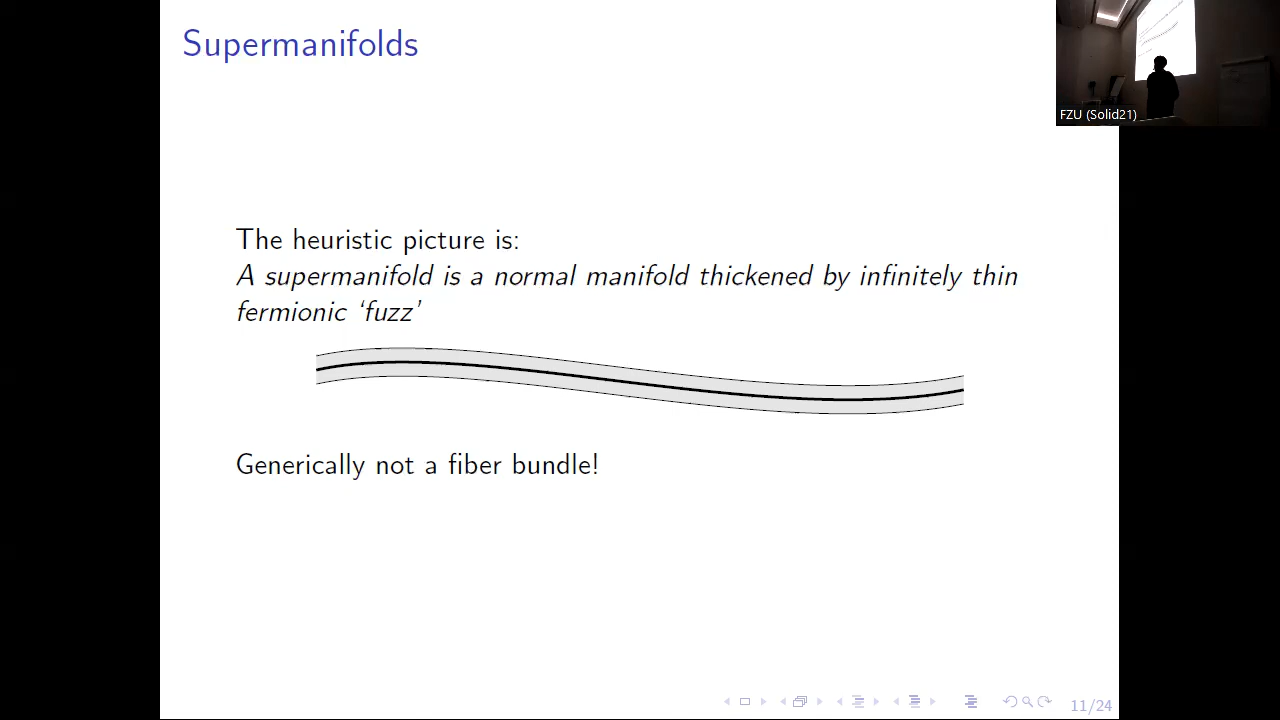 Supermanifolds
FZU (Solid21)
The heuristic picture is:
A supermanifold is a normal manifold thickened by infinitely thin
fermionic ‘fuzz’
Generically not a fiber bundle!
11/24